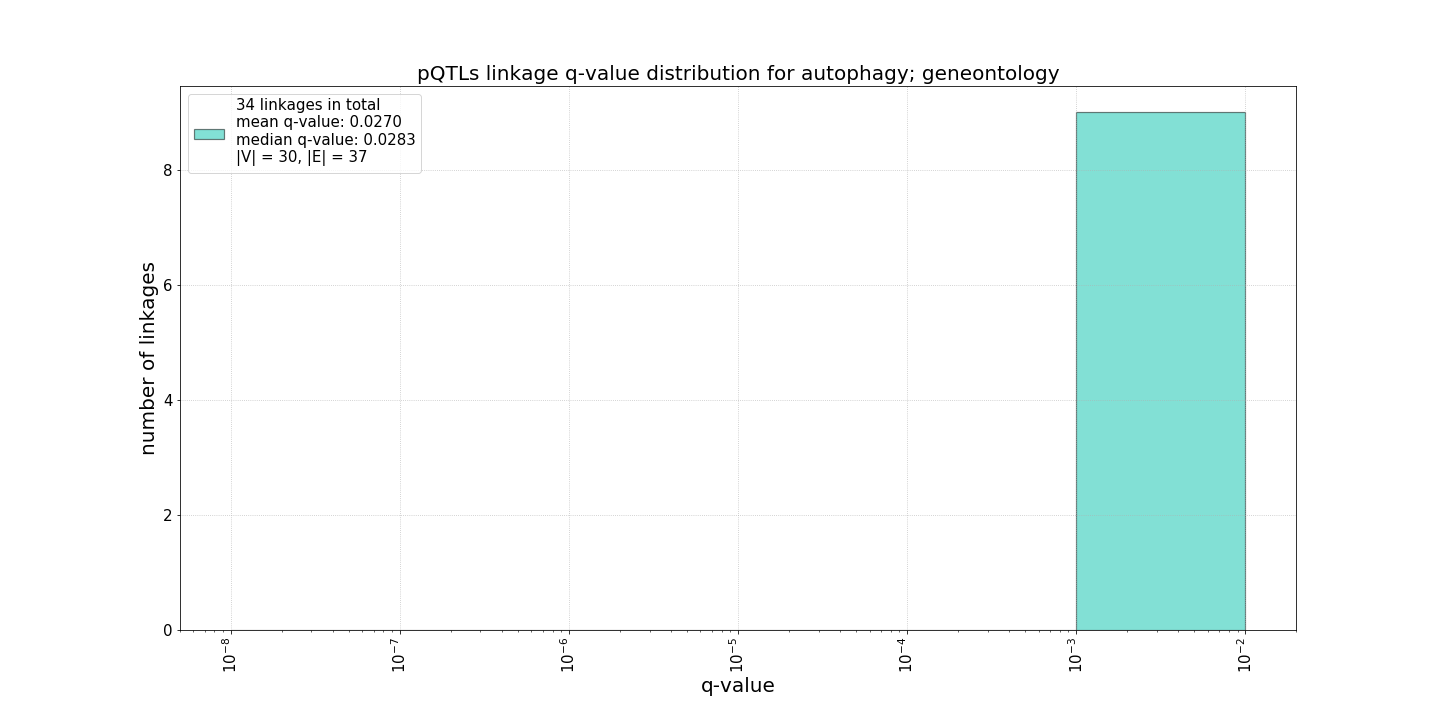 pQTLs linkage q-value distribution for autophagy; geneontology
34 linkages in total
mean q-value: 0.0270
median q-value: 0.0283
|V| = 30, |E| = 37
number of linkages
8
6
4
2
0
10⁻⁸ 10⁻⁷ 10⁻⁶ 10⁻⁵ 10⁻⁴ 10⁻³ 10⁻²
q-value